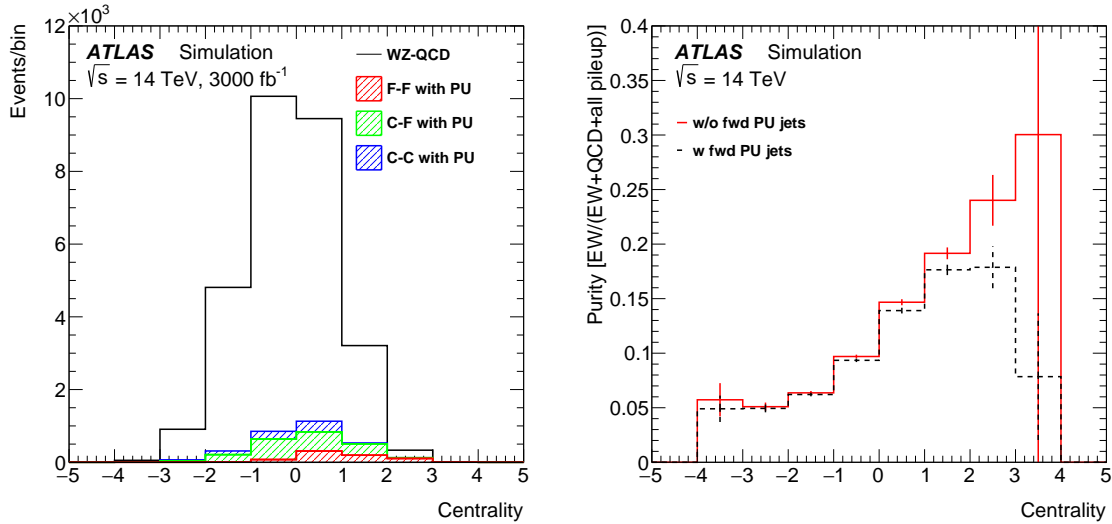 ×10³
Events/bin
12
10
8
6
4
2
0
ATLAS Simulation
√s = 14 TeV, 3000 fb⁻¹
WZ-QCD
F-F with PU
C-F with PU
C-C with PU
−5 −4 −3 −2 −1 0 1 2 3 4 5
Centrality
Purity [EW/(EW+QCD+all pileup)]
0.4
0.35
0.3
0.25
0.2
0.15
0.1
0.05
0
ATLAS Simulation
√s = 14 TeV
w/o fwd PU jets
w fwd PU jets
−5 −4 −3 −2 −1 0 1 2 3 4 5
Centrality